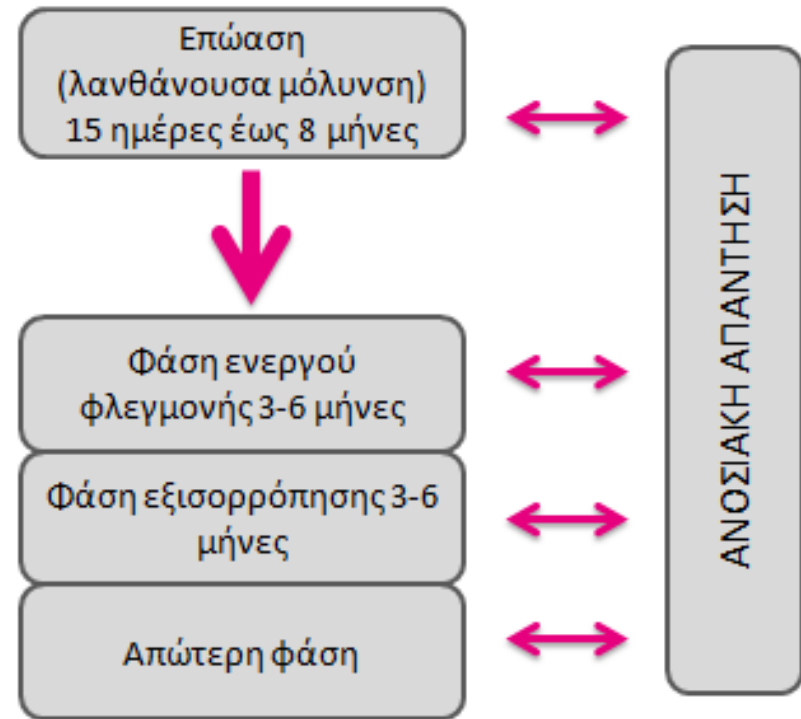 Επώαση
(λανθάνουσα μόλυνση)
15 ημέρες έως 8 μήνες
Φάση ενεργού
φλεγμονής 3-6 μήνες
Φάση εξισορρόπησης 3-6
μήνες
Απώτερη φάση
ΑΝΟΣΙΑΚΗ ΑΠΑΝΤΗΣΗ